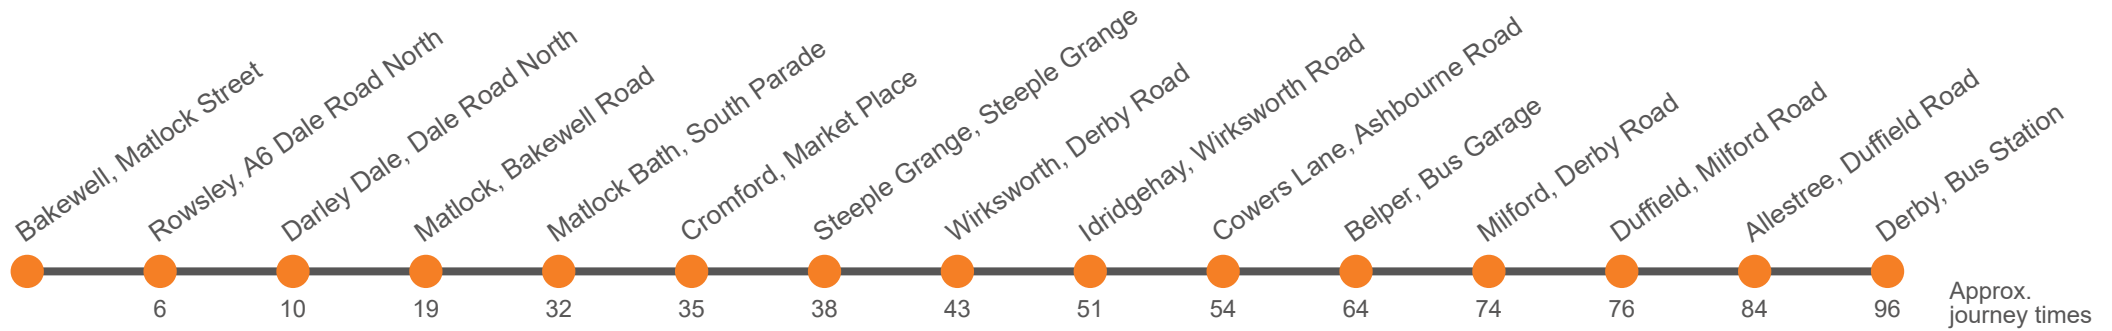 Bakewell, Matlock Street
Rowsley, A6 Dale Road North
Darley Dale, Dale Road North
Matlock, Bakewell Road
Matlock Bath, South Parade
Cromford, Market Place
Steeple Grange, Steeple Grange
Wirksworth, Derby Road
Idridgehay, Wirksworth Road
Cowers Lane, Ashbourne Road
Belper, Bus Garage
Milford, Derby Road
Duffield, Milford Road
Allestree, Duffield Road
Derby, Bus Station
6 10 19 32 35 38 43 51 54 64 74 76 84 96
Approx.
journey times